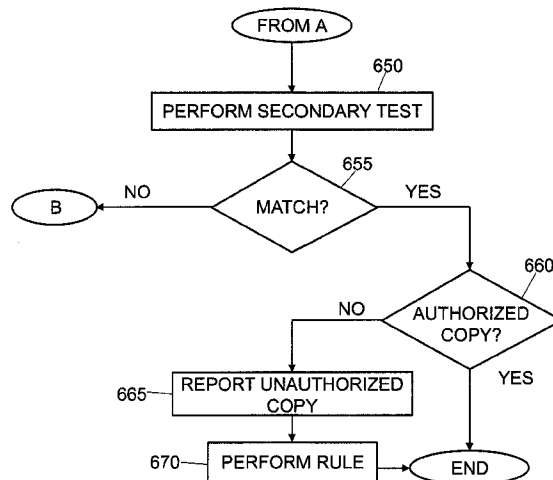 FROM A
650
PERFORM SECONDARY TEST
655
NO
YES
B
MATCH?
660
NO
AUTHORIZED
COPY?
YES
REPORT UNAUTHORIZED
COPY
665
670
PERFORM RULE
END